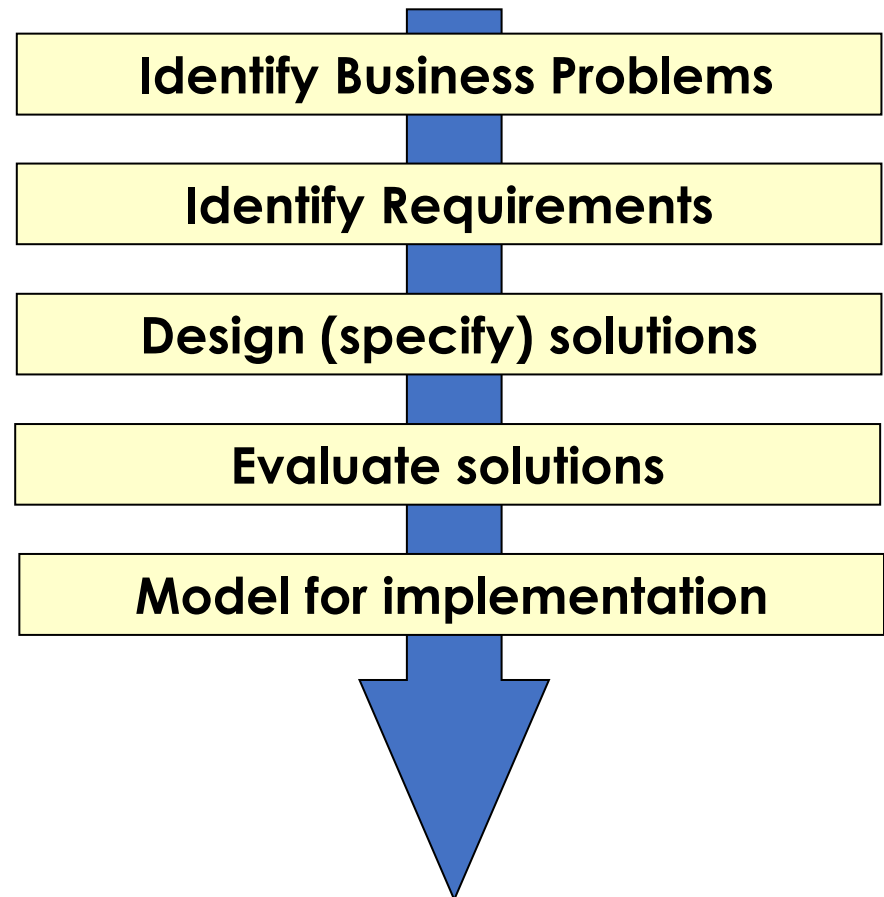 Identify Business Problems
Identify Requirements
Design (specify) solutions
Evaluate solutions
Model for implementation